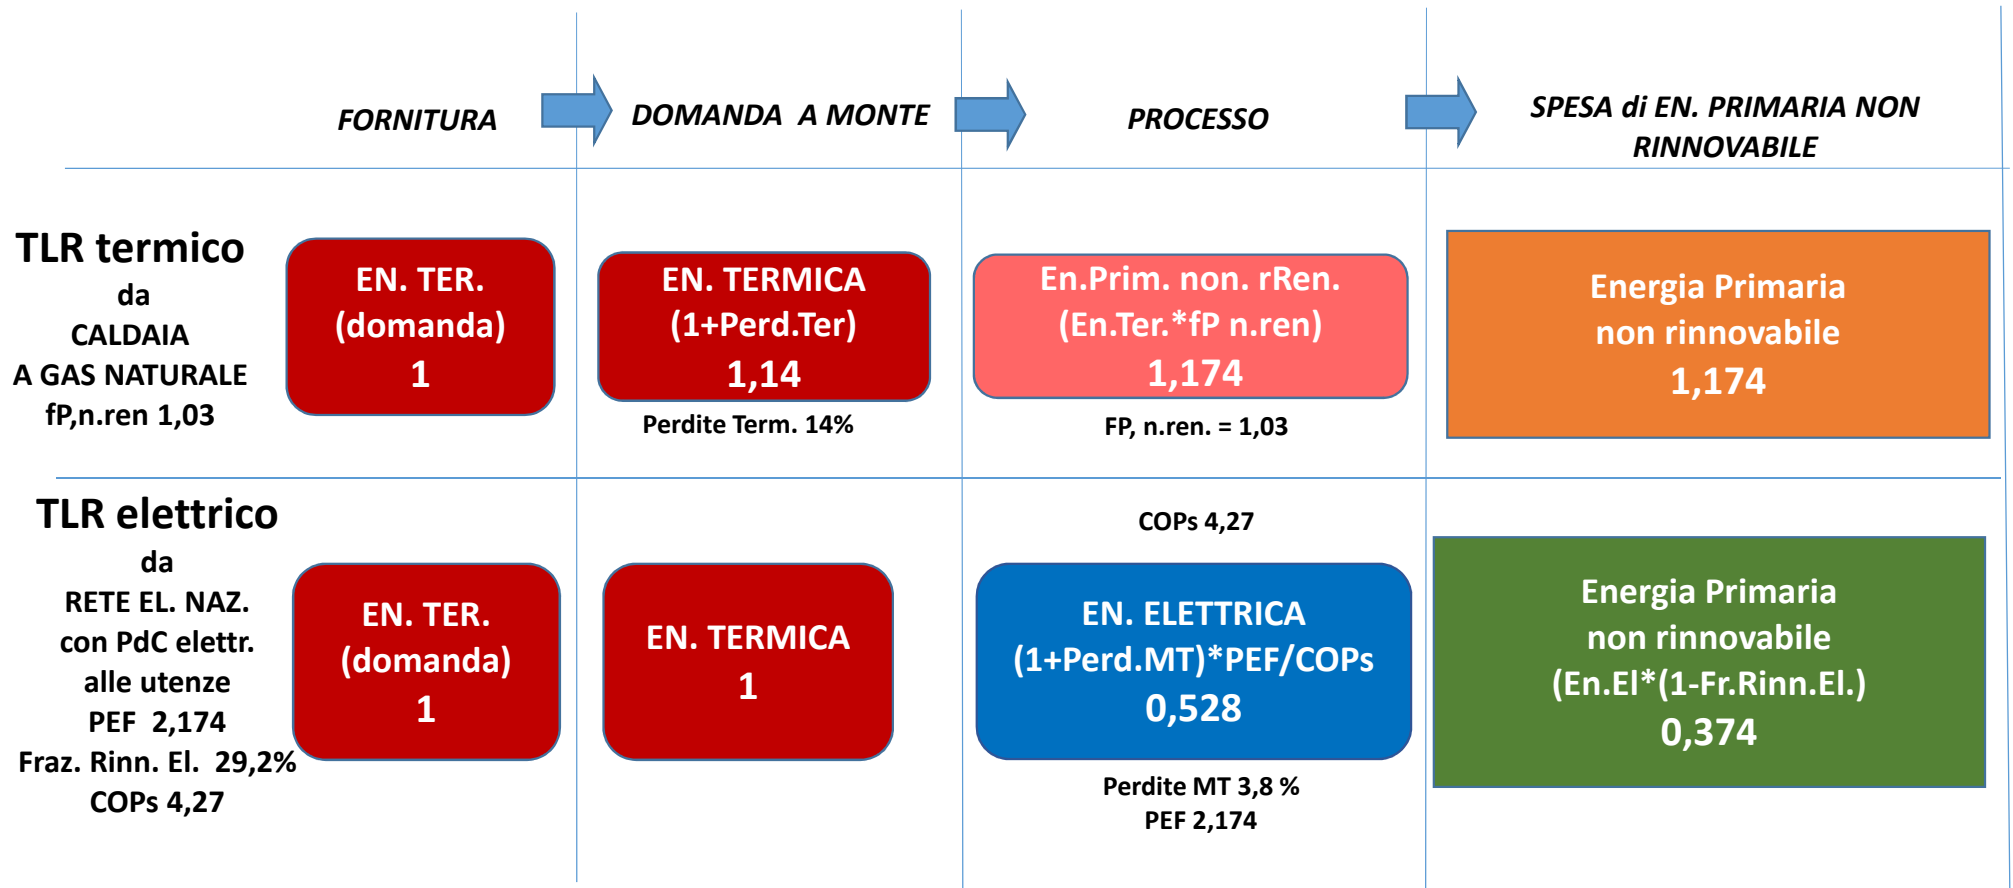 FORNITURA
DOMANDA A MONTE
PROCESSO
SPESA di EN. PRIMARIA NON
RINNOVABILE
TLR termico
da
CALDAIA
A GAS NATURALE
fP,n.ren 1,03
EN. TER.
(domanda)
1
EN. TERMICA
(1+Perd.Ter)
1,14
Perdite Term. 14%
En.Prim. non. rRen.
(En.Ter.*fP n.ren)
1,174
FP, n.ren. = 1,03
Energia Primaria
non rinnovabile
1,174
TLR elettrico
da
RETE EL. NAZ.
con PdC elettr.
alle utenze
PEF 2,174
Fraz. Rinn. El. 29,2%
COPs 4,27
EN. TER.
(domanda)
1
EN. TERMICA
1
COPs 4,27
EN. ELETTRICA
(1+Perd.MT)*PEF/COPs
0,528
Perdite MT 3,8 %
PEF 2,174
Energia Primaria
non rinnovabile
(En.El*(1-Fr.Rinn.El.)
0,374